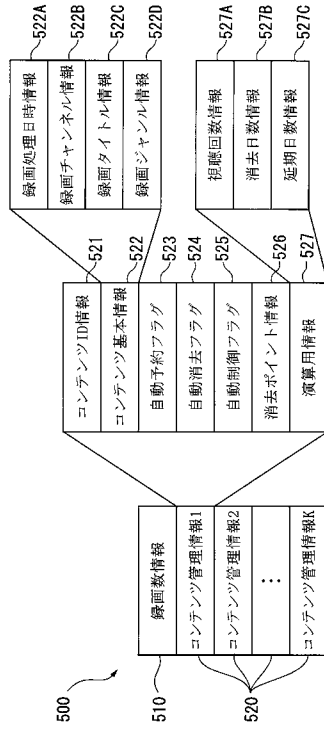 500
510
録画数情報
コンテンツ管理情報1
コンテンツ管理情報2
⋮
コンテンツ管理情報K
520
コンテンツID情報
521
コンテンツ基本情報
522
自動予約フラグ
523
自動消去フラグ
524
自動制御フラグ
525
消去ポイント情報
526
演算用情報
527
録画処理日時情報
522A
録画チャンネル情報
522B
録画タイトル情報
522C
録画ジャンル情報
522D
視聴回数情報
527A
消去日数情報
527B
延期日数情報
527C